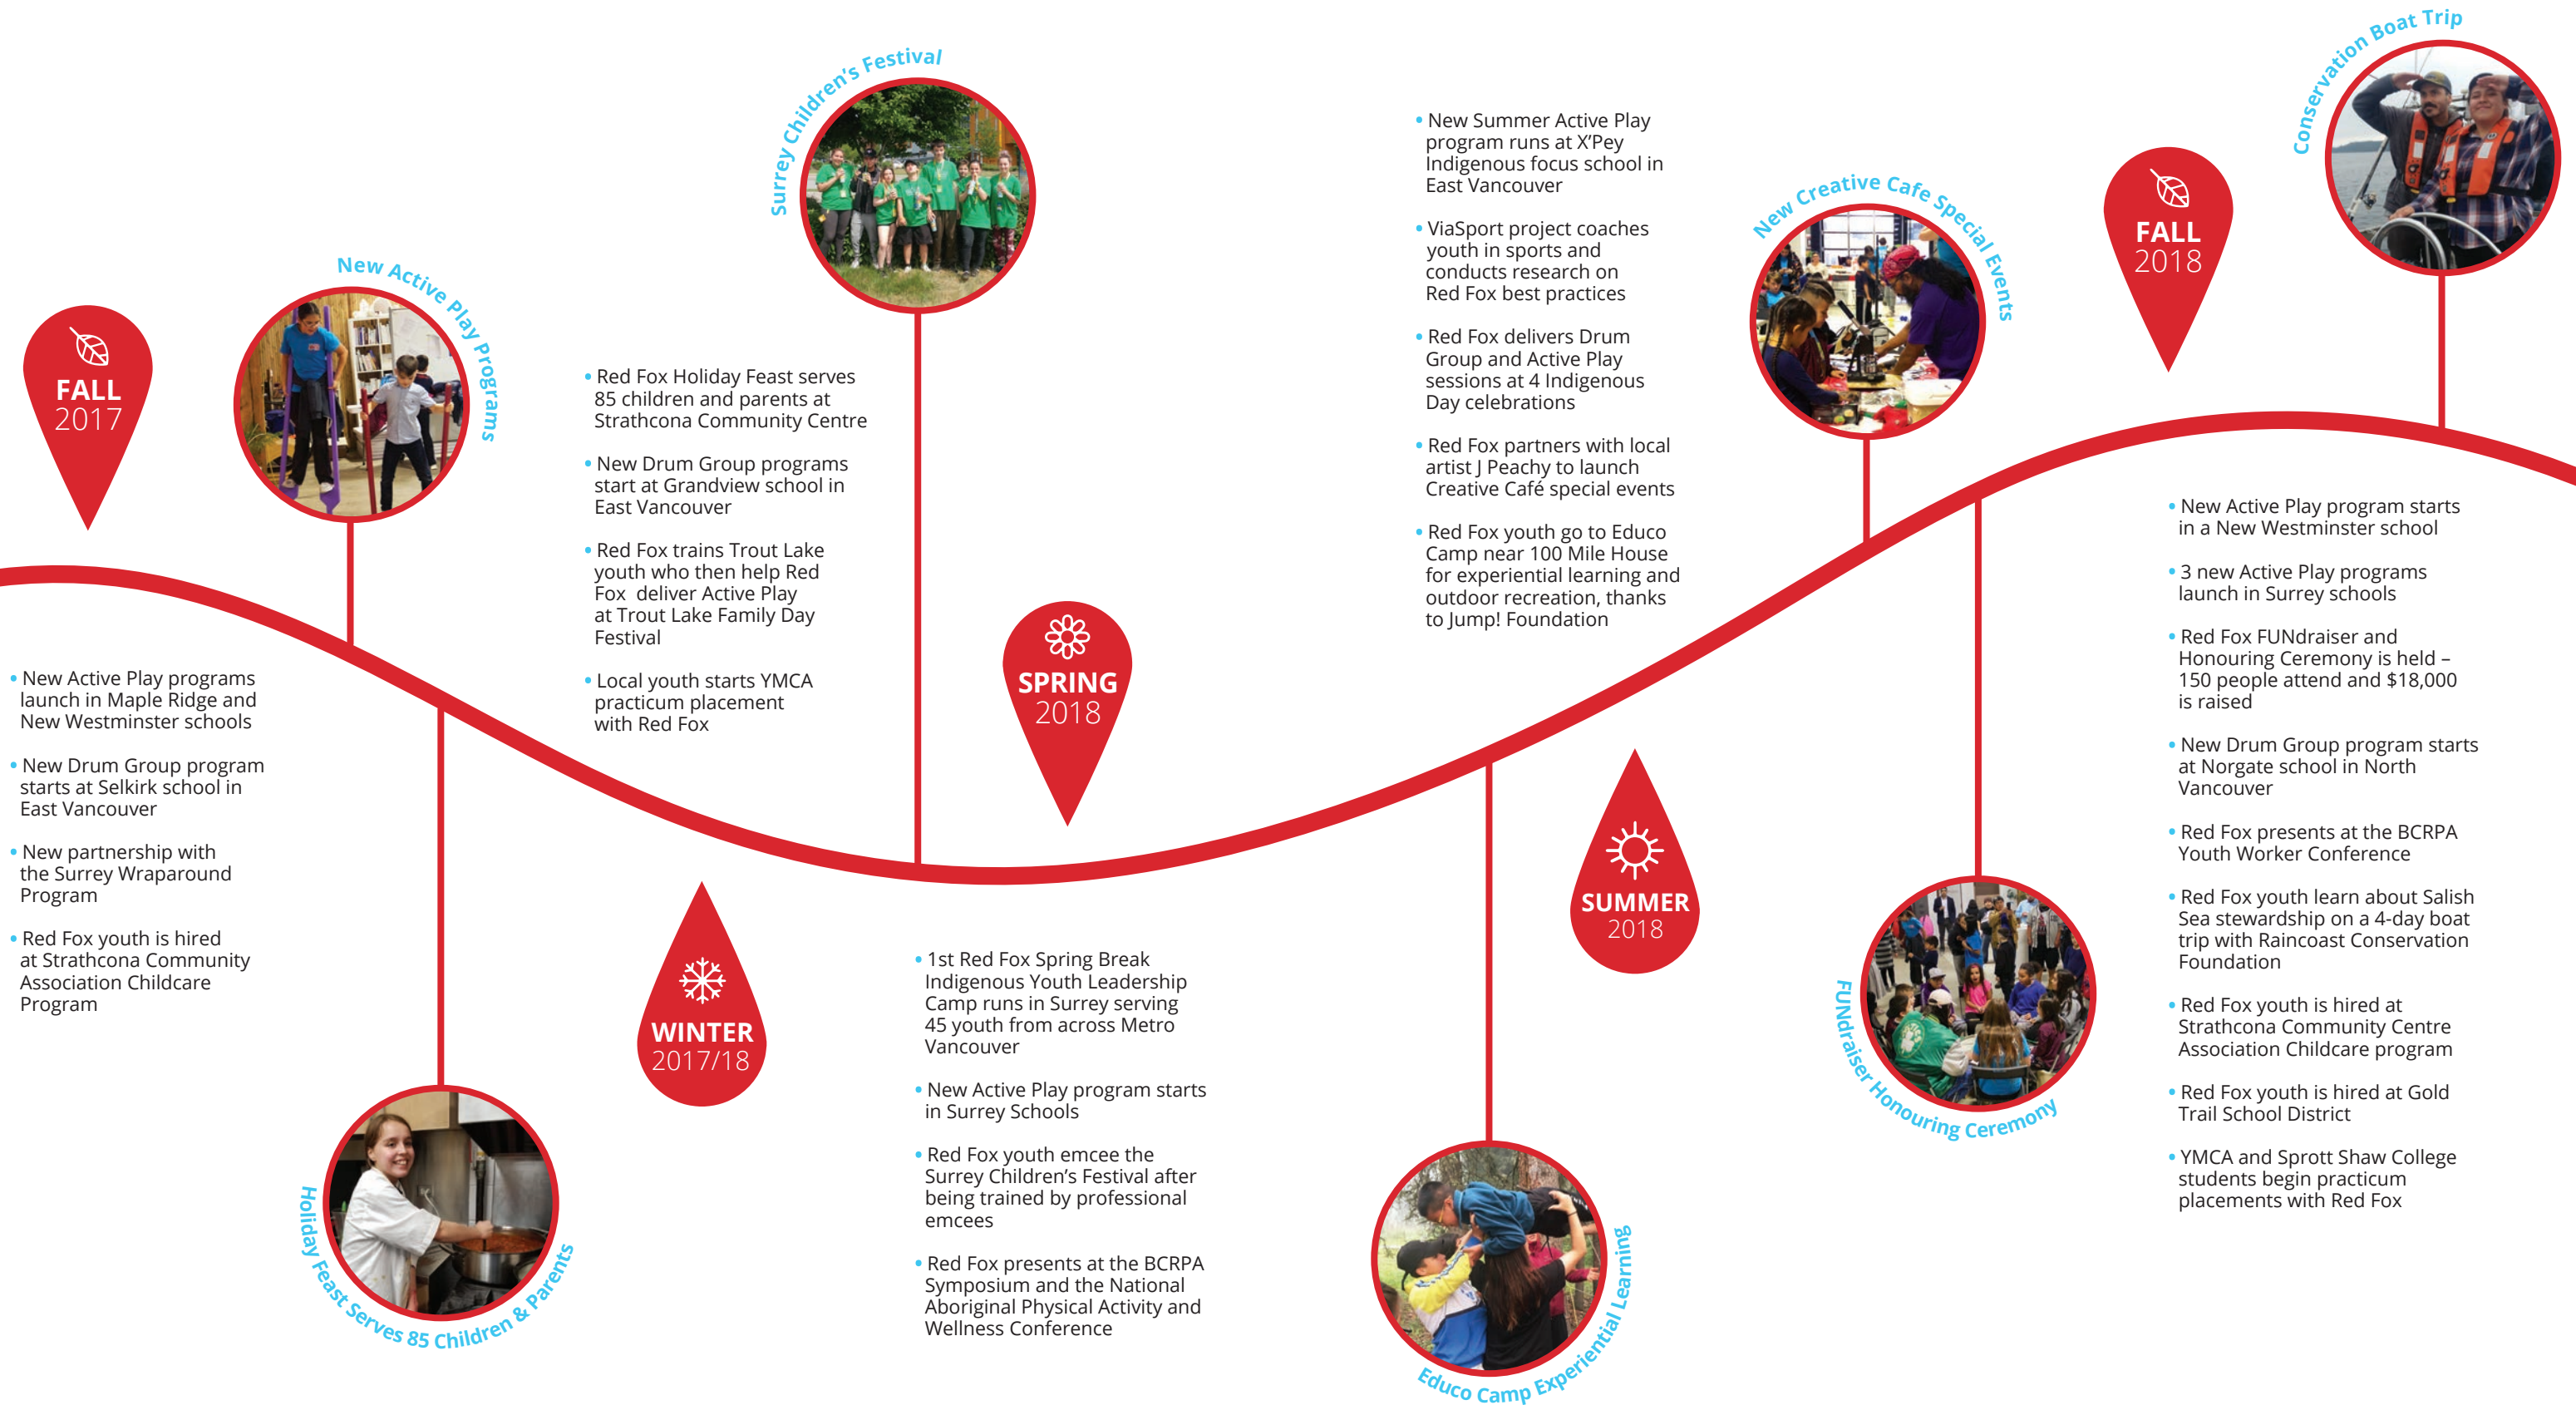 FALL
2017
New Active Play Programs
• New Active Play programs
launch in Maple Ridge and
New Westminster schools
• New Drum Group program
starts at Selkirk school in
East Vancouver
• New partnership with
the Surrey Wraparound
Program
• Red Fox youth is hired
at Strathcona Community
Association Childcare
Program
Holiday Feast Serves 85 Children & Parents
• Red Fox Holiday Feast serves
85 children and parents at
Strathcona Community Centre
• New Drum Group programs
start at Grandview school in
East Vancouver
• Red Fox trains Trout Lake
youth who then help Red
Fox deliver Active Play
at Trout Lake Family Day
Festival
• Local youth starts YMCA
practicum placement
with Red Fox
WINTER
2017/18
Surrey Children's Festival
SPRING
2018
• 1st Red Fox Spring Break
Indigenous Youth Leadership
Camp runs in Surrey serving
45 youth from across Metro
Vancouver
• New Active Play program starts
in Surrey Schools
• Red Fox youth emcee the
Surrey Children’s Festival after
being trained by professional
emcees
• Red Fox presents at the BCRPA
Symposium and the National
Aboriginal Physical Activity and
Wellness Conference
• New Summer Active Play
program runs at X’Pey
Indigenous focus school in
East Vancouver
• ViaSport project coaches
youth in sports and
conducts research on
Red Fox best practices
• Red Fox delivers Drum
Group and Active Play
sessions at 4 Indigenous
Day celebrations
• Red Fox partners with local
artist J Peachy to launch
Creative Café special events
• Red Fox youth go to Educo
Camp near 100 Mile House
for experiential learning and
outdoor recreation, thanks
to Jump! Foundation
Educo Camp Experiential Learning
SUMMER
2018
New Creative Cafe Special Events
FUNdraiser Honouring Ceremony
FALL
2018
Conservation Boat Trip
• New Active Play program starts
in a New Westminster school
• 3 new Active Play programs
launch in Surrey schools
• Red Fox FUNdraiser and
Honouring Ceremony is held –
150 people attend and $18,000
is raised
• New Drum Group program starts
at Norgate school in North
Vancouver
• Red Fox presents at the BCRPA
Youth Worker Conference
• Red Fox youth learn about Salish
Sea stewardship on a 4-day boat
trip with Raincoast Conservation
Foundation
• Red Fox youth is hired at
Strathcona Community Centre
Association Childcare program
• Red Fox youth is hired at Gold
Trail School District
• YMCA and Sprott Shaw College
students begin practicum
placements with Red Fox